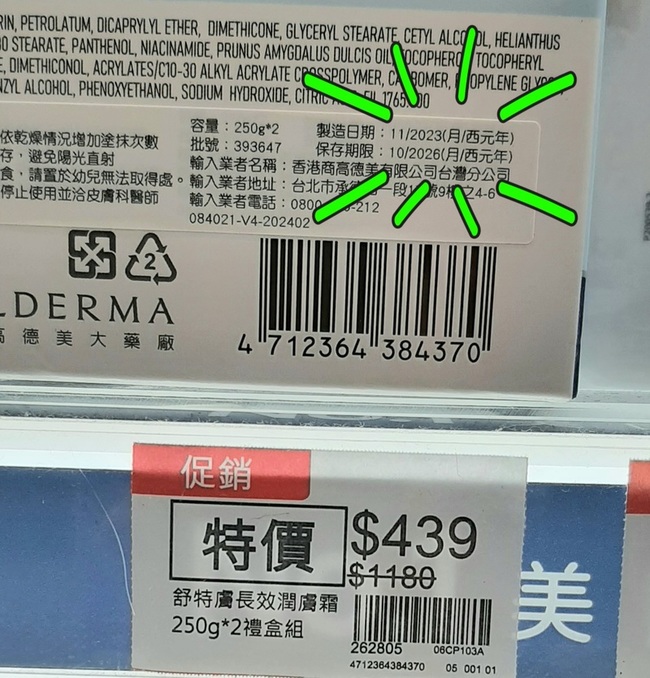 RIN, PETROLATUM, DICAPRYLYL ETHER, DIMETHICONE, GLYCERYL STEARATE, CETYL ALCOHOL, HELIANTHUS
STEARATE, PANTHENOL, NIACINAMIDE, PRUNUS AMYGDALUS DULCIS OIL, TOCOPHEROL, TOCOPHERYL
E, DIMETHICONOL, ACRYLATES/C10-30 ALKYL ACRYLATE CROSSPOLYMER, CARBOMER, PROPYLENE
NZYL ALCOHOL, PHENOXYETHANOL, SODIUM HYDROXIDE, CITRIC
依乾燥情況增加塗抹次數
存，避免陽光直射
食，請置於幼兒無法取得處。
停止使用並洽皮膚科醫師
容量：250g*2
製造日期：11/2023(月/西元年)
批號：393647
保存期限：10/2026(月/西元年)
輸入業者名稱：香港商高德美有限公司台灣分公司
輸入業者地址：台北市承德 一段 4-6
輸入業者電話：0800 -212
084021-V4-202402
2
LDERMA
高德美大藥廠
4 712364 384370
促銷
特價
$439
$1180
舒特膚長效潤膚霜
250g*2禮盒組
262805 06CP103A
4712364384370 05 001 01
美